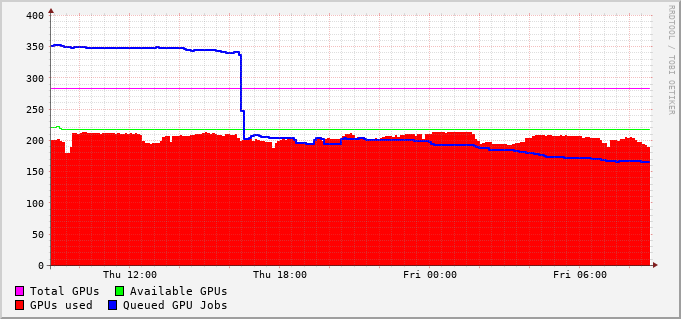 400
350
300
250
200
150
100
50
0
Thu 12:00 Thu 18:00 Fri 00:00 Fri 06:00
Total GPUs Available GPUs
GPUs used Queued GPU Jobs
RRDTOOL / TOBI OETIKER